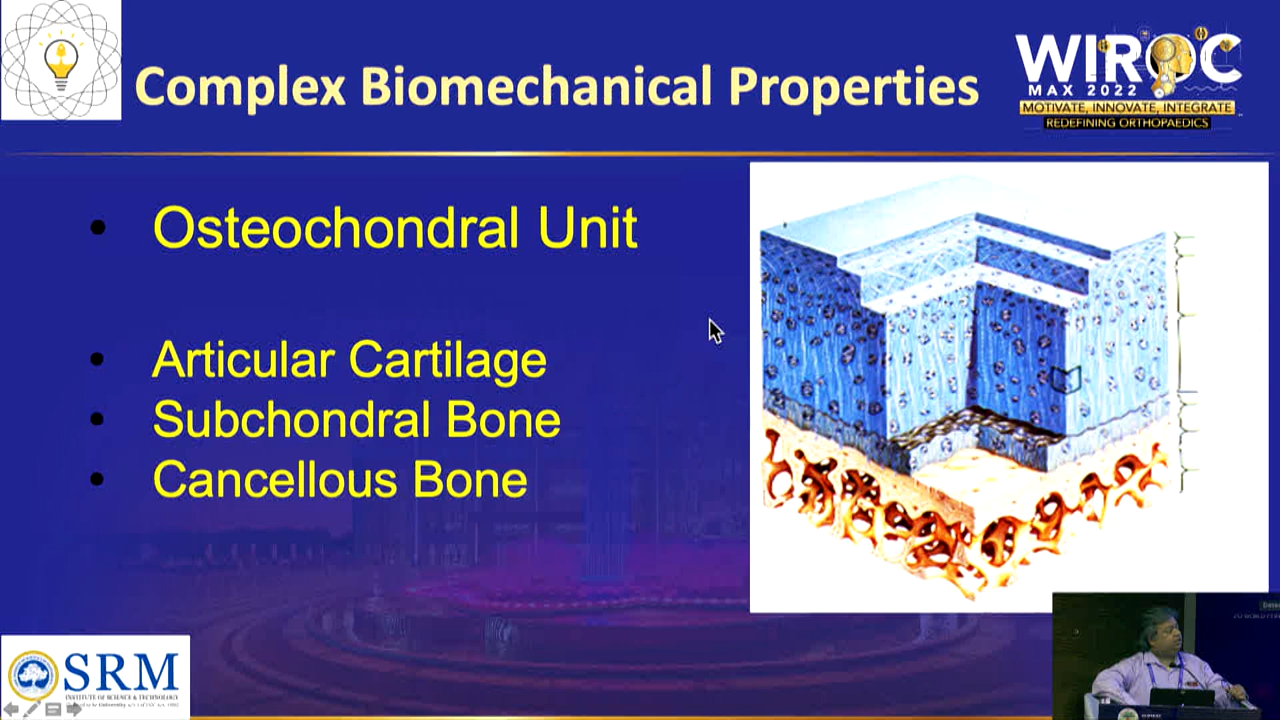 Complex Biomechanical Properties
WIROC
MAX 2022
MOTIVATE, INNOVATE, INTEGRATE
REDEFINING ORTHOPAEDICS
• Osteochondral Unit
• Articular Cartilage
• Subchondral Bone
• Cancellous Bone
SRM
INSTITUTE OF SCIENCE & TECHNOLOGY